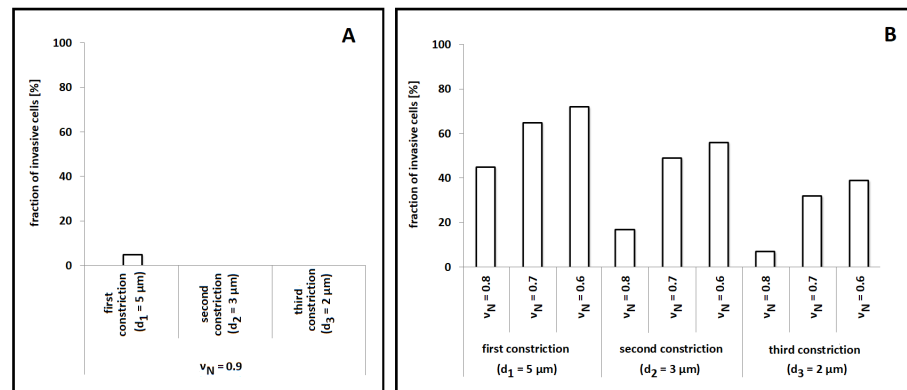 A
fraction of invasive cells [%]
100
80
60
40
20
0
first
constriction
(d1 = 5 µm)
second
constriction
(d2 = 3 µm)
third
constriction
(d3 = 2 µm)
vN = 0.9
B
fraction of invasive cells [%]
100
80
60
40
20
0
vN = 0.8
vN = 0.7
vN = 0.6
vN = 0.8
vN = 0.7
vN = 0.6
vN = 0.8
vN = 0.7
vN = 0.6
first constriction
(d1 = 5 µm)
second constriction
(d2 = 3 µm)
third constriction
(d3 = 2 µm)